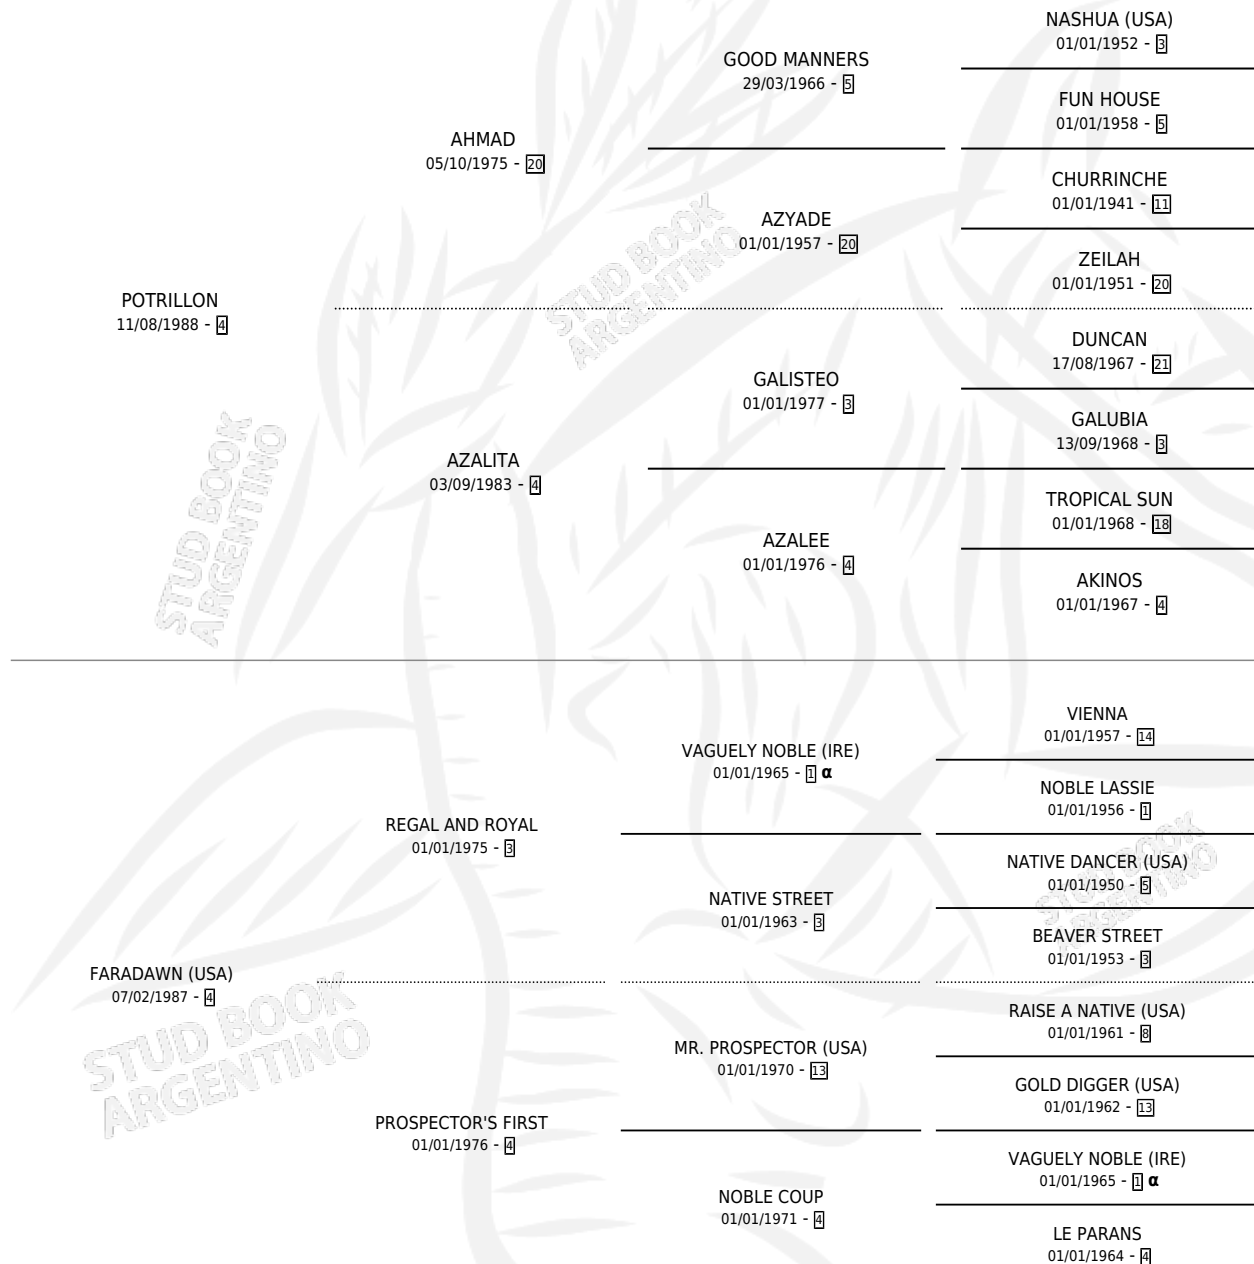 NASHUA (USA)
01/01/1952 - 3
GOOD MANNERS
29/03/1966 - 5
FUN HOUSE
01/01/1958 - 5
AHMAD
05/10/1975 - 20
CHURRINCHE
01/01/1941 - 11
AZYADE
01/01/1957 - 20
ZEILAH
01/01/1951 - 20
POTRILLON
11/08/1988 - 4
DUNCAN
17/08/1967 - 21
GALISTEO
01/01/1977 - 3
GALUBIA
13/09/1968 - 3
AZALITA
03/09/1983 - 4
TROPICAL SUN
01/01/1968 - 18
AZALEE
01/01/1976 - 4
AKINOS
01/01/1967 - 4
VIENNA
01/01/1957 - 14
VAGUELY NOBLE (IRE)
01/01/1965 - 1 α
NOBLE LASSIE
01/01/1956 - 1
REGAL AND ROYAL
01/01/1975 - 3
NATIVE DANCER (USA)
01/01/1950 - 5
NATIVE STREET
01/01/1963 - 3
BEAVER STREET
01/01/1953 - 3
FARADAWN (USA)
07/02/1987 - 4
RAISE A NATIVE (USA)
01/01/1961 - 8
MR. PROSPECTOR (USA)
01/01/1970 - 13
GOLD DIGGER (USA)
01/01/1962 - 13
PROSPECTOR'S FIRST
01/01/1976 - 4
VAGUELY NOBLE (IRE)
01/01/1965 - 1 α
NOBLE COUP
01/01/1971 - 4
LE PARANS
01/01/1964 - 4
STUD BOOK
ARGENTINO
STUD BOOK
ARGENTINO
STUD BOOK
ARGENTINO
STUD BOOK
ARGENTINO